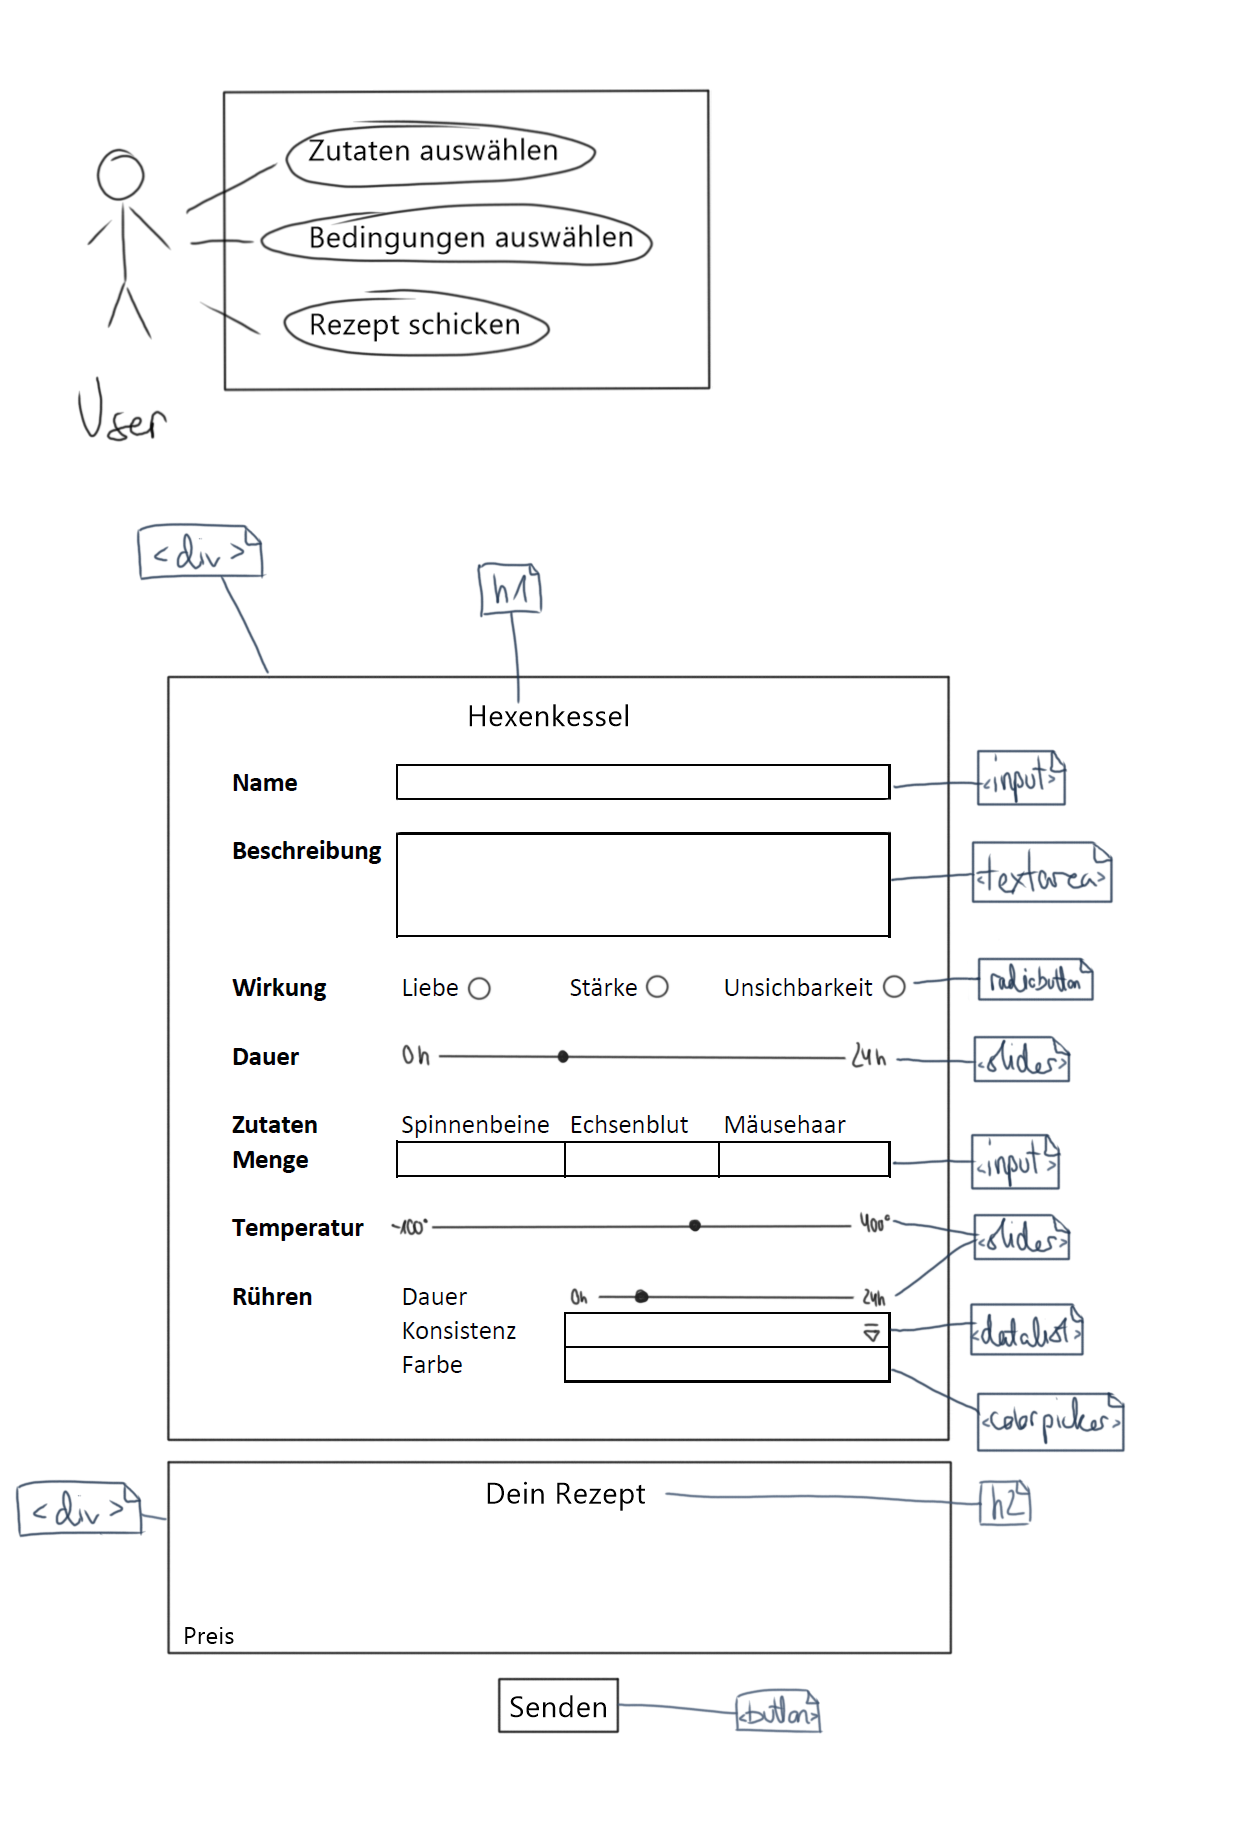 Zutaten auswählen
Bedingungen auswählen
Rezept schicken
User
<div>
h1
Hexenkessel
Name
<input>
Beschreibung
<textarea>
Wirkung Liebe Stärke Unsichbarkeit
radiobutton
Dauer 0h 24h
<slider>
Zutaten Spinnenbeine Echsenblut Mäusehaar
Menge
<input>
Temperatur -100° 400°
<slider>
Rühren Dauer 0h 24h
Konsistenz
<datalist>
Farbe
<colorpicker>
<div>
Dein Rezept
h2
Preis
Senden
<button>